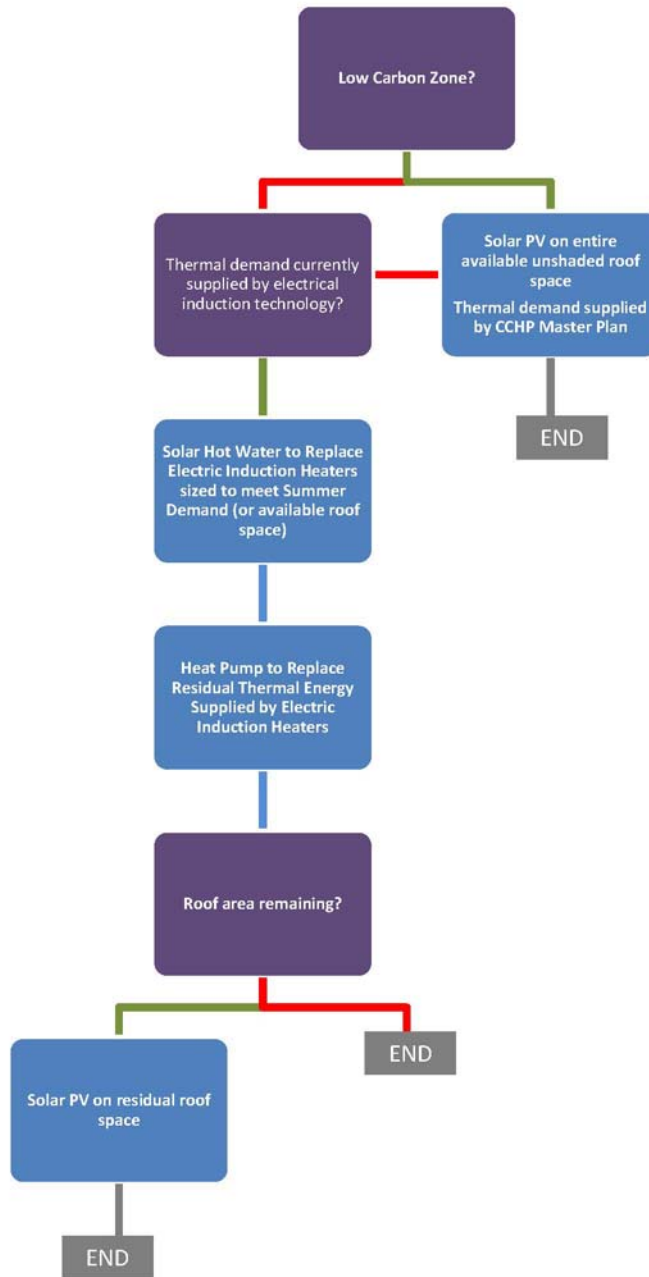 Low Carbon Zone?
Thermal demand currently
supplied by electrical
induction technology?
Solar PV on entire
available unshaded roof
space
Thermal demand supplied
by CCHP Master Plan
END
Solar Hot Water to Replace
Electric Induction Heaters
sized to meet Summer
Demand (or available roof
space)
Heat Pump to Replace
Residual Thermal Energy
Supplied by Electric
Induction Heaters
Roof area remaining?
END
Solar PV on residual roof
space
END